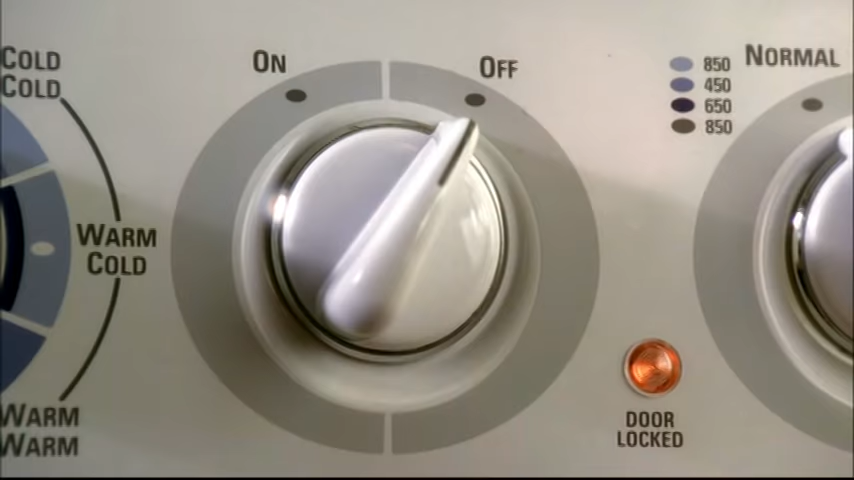 COLD
COLD
ON
OFF
850
450
650
850
NORMAL
WARM
COLD
WARM
WARM
DOOR
LOCKED